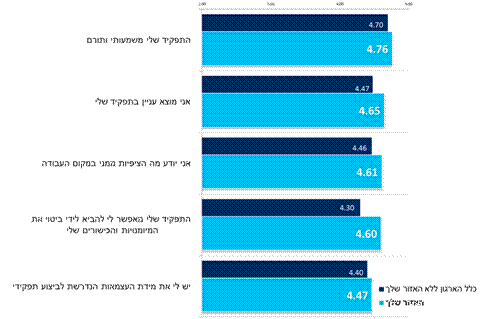 התפקיד שלי משמעותי ותורם
4.70
4.76
אני מוצא עניין בתפקיד שלי
4.47
4.65
אני יודע מה הציפיות ממני במקום העבודה
4.46
4.61
התפקיד שלי מאפשר לי להביא לידי ביטוי את
המיומנויות והכישורים שלי
4.30
4.60
יש לי את מידת העצמאות הנדרשת לביצוע תפקידי
4.40
4.47
כלל הארגון ללא האזור שלך
האזור שלך